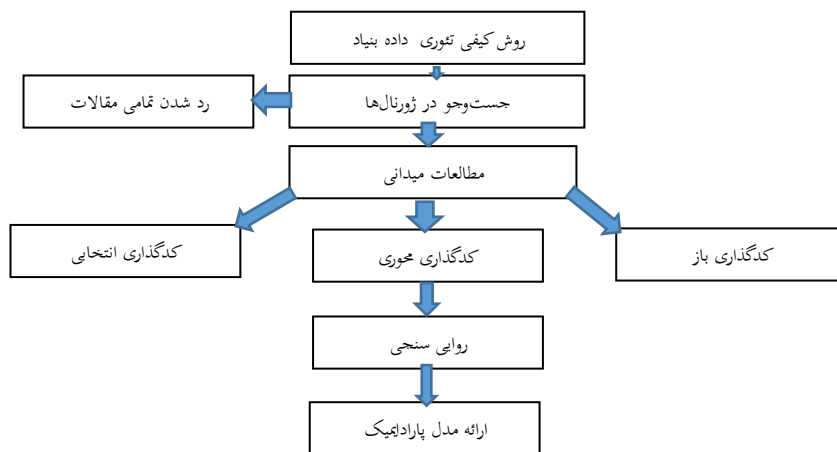 روش کیفی تئوری داده بنیاد
جست‌وجو در ژورنال‌ها
رد شدن تمامی مقالات
مطالعات میدانی
کدگذاری باز
کدگذاری محوری
کدگذاری انتخابی
روایی سنجی
ارائه مدل پارادایمیک